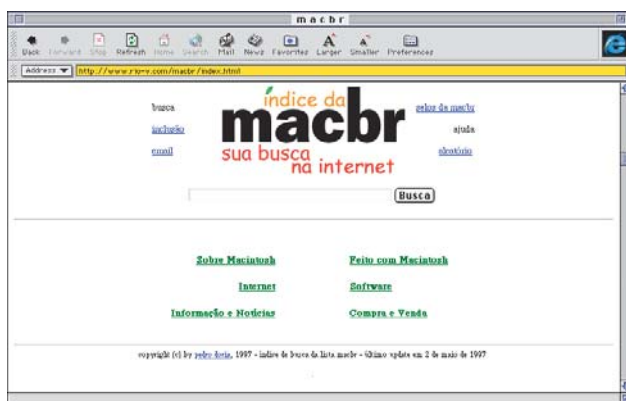 macbr
Back Forward Stop Refresh Home Search Mail News Favorites Larger Smaller Preferences
Address http://www.rio-v.com/macbr/index.html
busca
inclusão
email
índice da
macbr
sua busca
na internet
selos da macbr
ajuda
aleatório
Busca
Sobre Macintosh Feito com Macintosh
Internet Software
Informação e Notícias Compra e Venda
copyright (c) by pedro doria, 1997 - índice de busca da lista macbr - último update em 2 de maio de 1997